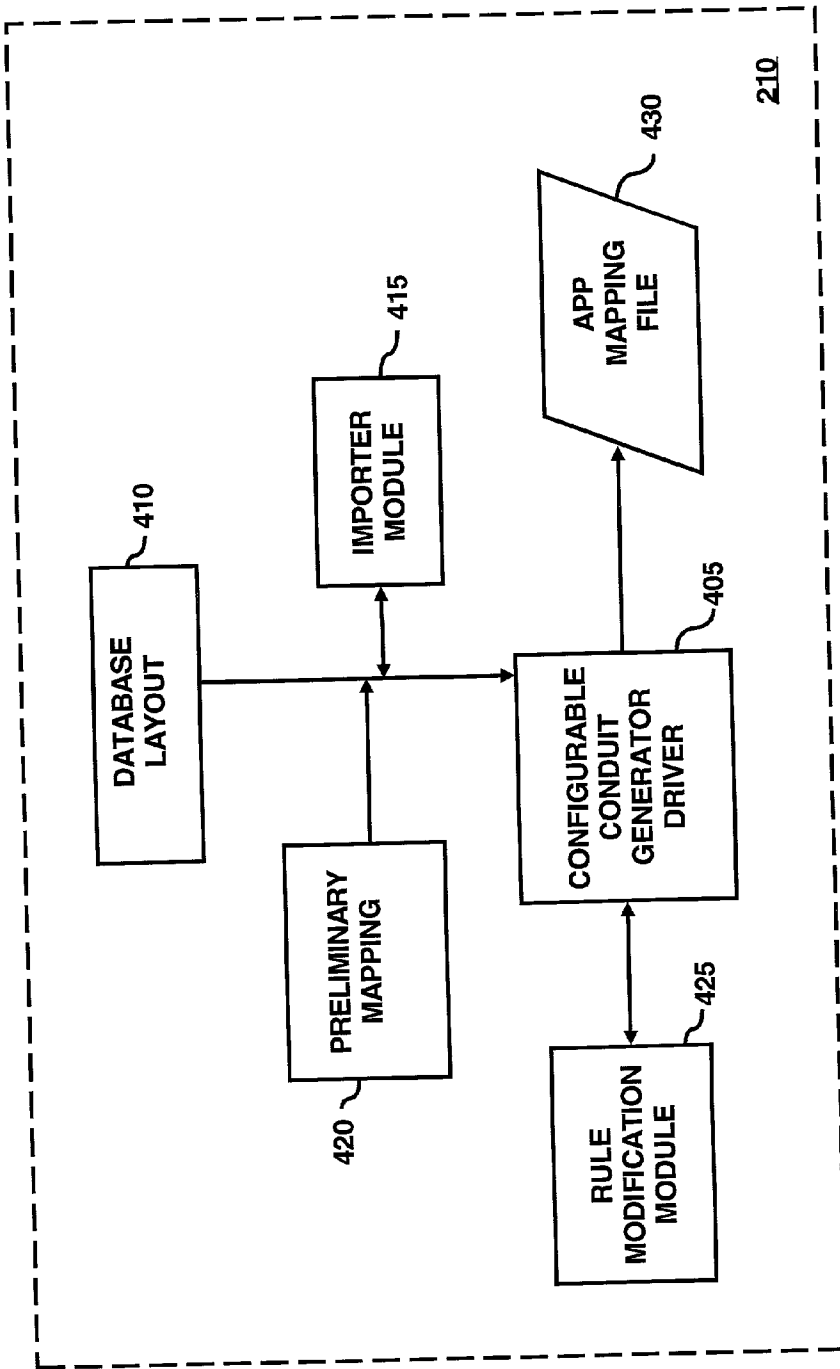 210
DATABASE
LAYOUT
410
PRELIMINARY
MAPPING
420
IMPORTER
MODULE
415
CONFIGURABLE
CONDUIT
GENERATOR
DRIVER
405
RULE
MODIFICATION
MODULE
425
APP
MAPPING
FILE
430